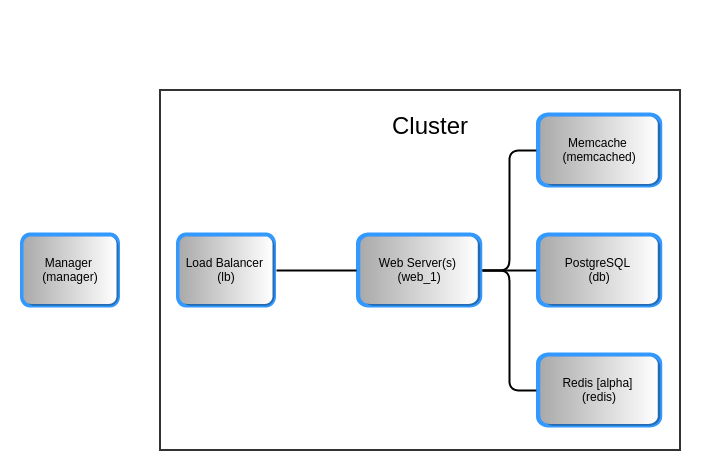 Cluster
Memcache
(memcached)
Manager
(manager)
Load Balancer
(lb)
Web Server(s)
(web_1)
PostgreSQL
(db)
Redis [alpha]
(redis)